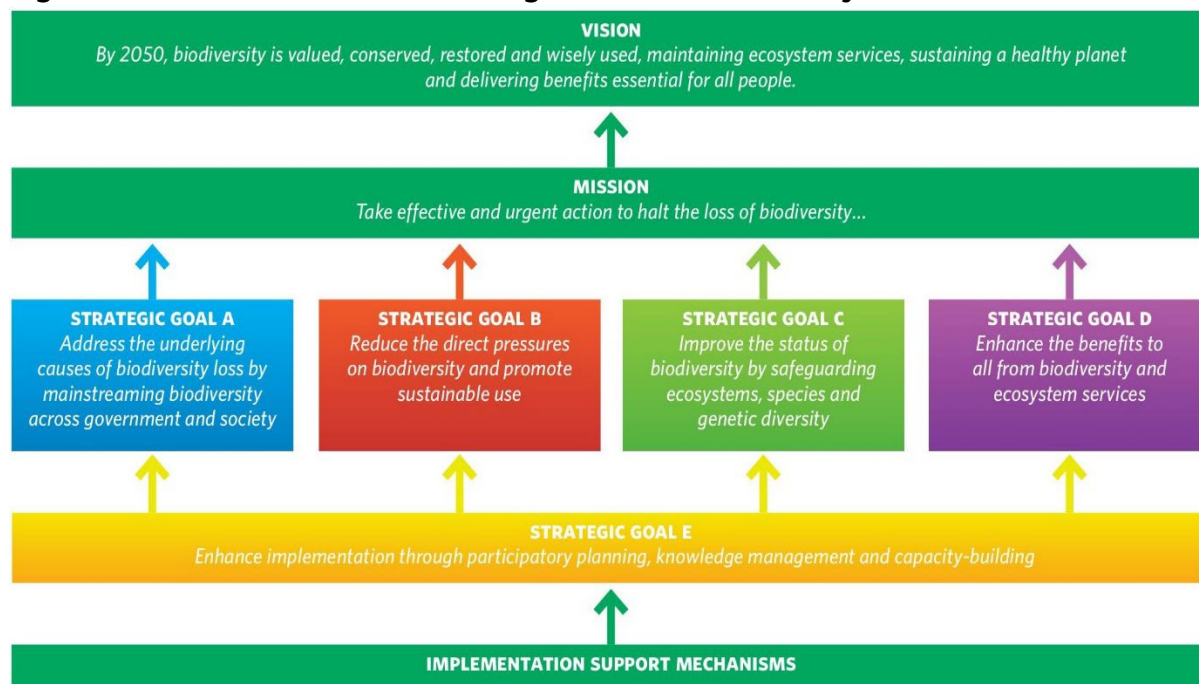 VISION
By 2050, biodiversity is valued, conserved, restored and wisely used, maintaining ecosystem services, sustaining a healthy planet
and delivering benefits essential for all people.
MISSION
Take effective and urgent action to halt the loss of biodiversity...
STRATEGIC GOAL A
Address the underlying
causes of biodiversity loss by
mainstreaming biodiversity
across government and society
STRATEGIC GOAL B
Reduce the direct pressures
on biodiversity and promote
sustainable use
STRATEGIC GOAL C
Improve the status of
biodiversity by safeguarding
ecosystems, species and
genetic diversity
STRATEGIC GOAL D
Enhance the benefits to
all from biodiversity and
ecosystem services
STRATEGIC GOAL E
Enhance implementation through participatory planning, knowledge management and capacity-building
IMPLEMENTATION SUPPORT MECHANISMS